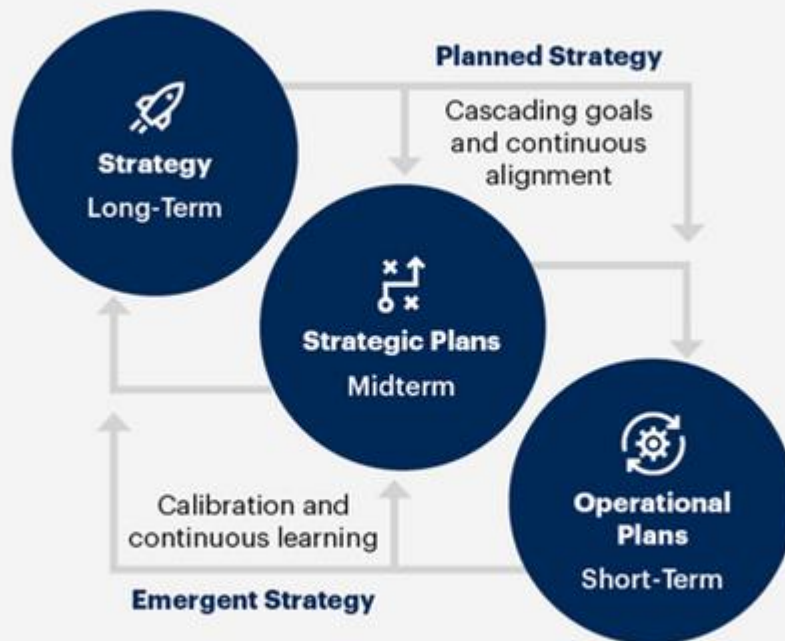 Planned Strategy
Cascading goals
and continuous
alignment
Strategy
Long-Term
Strategic Plans
Midterm
Operational
Plans
Short-Term
Calibration and
continuous learning
Emergent Strategy